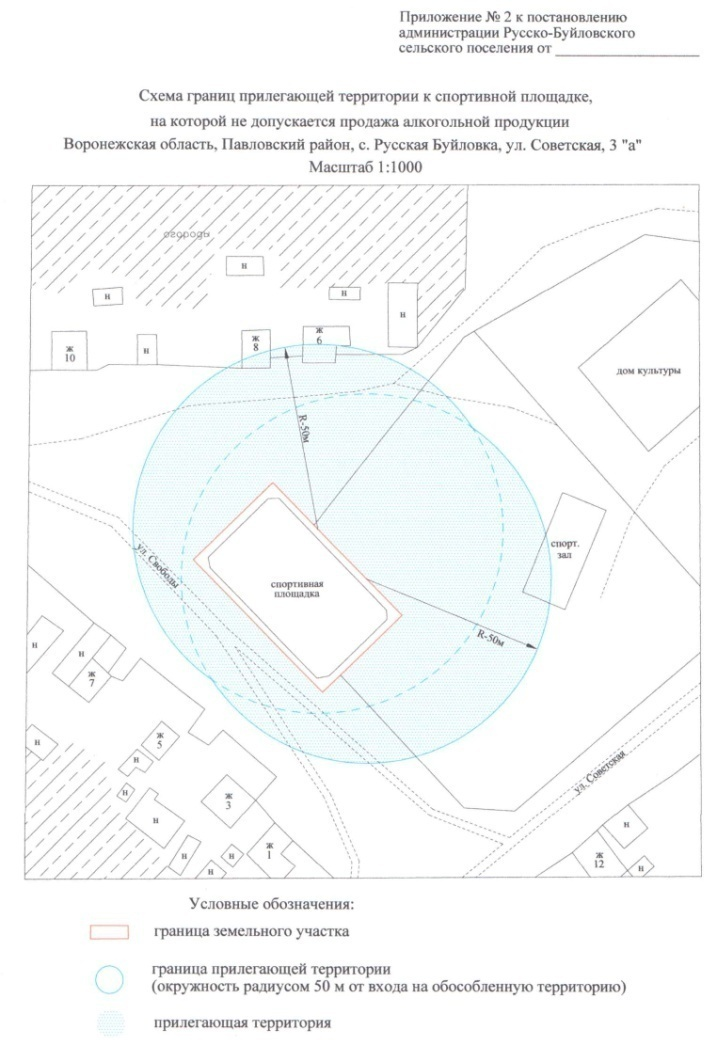 Приложение № 2 к постановлению
администрации Русско-Буйловского
сельского поселения от
Схема границ прилегающей территории к спортивной площадке,
на которой не допускается продажа алкогольной продукции
Воронежская область, Павловский район, с. Русская Буйловка, ул. Советская, 3 "а"
Масштаб 1:1000
огороды
н
н
н
н
ж
10
н
ж
8
ж
6
дом культуры
R-50м
спорт.
зал
ул. Свободы
спортивная
площадка
R-50м
н
н
ж
7
н
ж
5
н
н
н
ж
3
н
н
н
ж
1
ул. Советская
н
ж
12
н
Условные обозначения:
граница земельного участка
граница прилегающей территории
(окружность радиусом 50 м от входа на обособленную территорию)
прилегающая территория